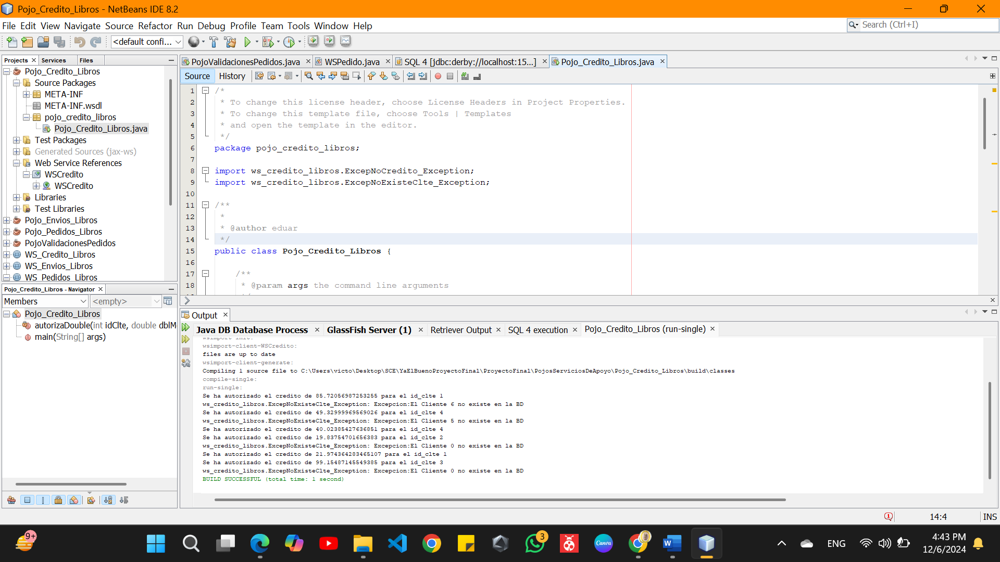 Pojo_Credito_Libros - NetBeans IDE 8.2
File Edit View Navigate Source Refactor Run Debug Profile Team Tools Window Help
Search (Ctrl+I)
<default confi...
Projects Services Files
Pojo_Credito_Libros
Source Packages
META-INF
META-INF.wsdl
pojo_credito_libros
Pojo_Credito_Libros.java
Test Packages
Generated Sources (jax-ws)
Web Service References
WSCredito
WSCredito
Libraries
Test Libraries
Pojo_Envios_Libros
Pojo_Pedidos_Libros
PojoValidacionesPedidos
WS_Credito_Libros
WS_Envios_Libros
WS_Pedidos_Libros
Pojo_Credito_Libros - Navigator
Members <empty>
Pojo_Credito_Libros
autorizaDouble(int idClte, double dblM
main(String[] args)
PojoValidacionesPedidos.java WSPedido.java SQL 4 [jdbc:derby://localhost:15...] Pojo_Credito_Libros.java
Source History
1 /*
2 * To change this license header, choose License Headers in Project Properties.
3 * To change this template file, choose Tools | Templates
4 * and open the template in the editor.
5 */
6 package pojo_credito_libros;
7
8 import ws_credito_libros.ExcepNoCredito_Exception;
9 import ws_credito_libros.ExcepNoExisteClte_Exception;
10
11 /**
12 *
13 * @author eduar
14 */
15 public class Pojo_Credito_Libros {
16
17 /**
18 * @param args the command line arguments
Output
Java DB Database Process GlassFish Server (1) Retriever Output SQL 4 execution Pojo_Credito_Libros (run-single)
wsimport-init:
wsimport-client-WSCredito:
files are up to date
wsimport-client-generate:
Compiling 1 source file to C:\Users\victo\Desktop\SCE\YaElBuenoProyectoFinal\ProyectoFinal\PojosServiciosDeApoyo\Pojo_Credito_Libros\build\classes
compile-single:
run-single:
Se ha autorizado el credito de 85.72056987253255 para el id_clte 1
ws_credito_libros.ExcepNoExisteClte_Exception: Excepcion:El Cliente 6 no existe en la BD
Se ha autorizado el credito de 49.32999969569026 para el id_clte 4
ws_credito_libros.ExcepNoExisteClte_Exception: Excepcion:El Cliente 5 no existe en la BD
Se ha autorizado el credito de 40.02385427636851 para el id_clte 4
Se ha autorizado el credito de 19.83754701656383 para el id_clte 2
ws_credito_libros.ExcepNoExisteClte_Exception: Excepcion:El Cliente 0 no existe en la BD
Se ha autorizado el credito de 21.974364283465107 para el id_clte 1
Se ha autorizado el credito de 99.15487145549385 para el id_clte 3
ws_credito_libros.ExcepNoExisteClte_Exception: Excepcion:El Cliente 0 no existe en la BD
BUILD SUCCESSFUL (total time: 1 second)
1 14:4 INS
9+
3
Canva
ENG
4:43 PM
12/6/2024